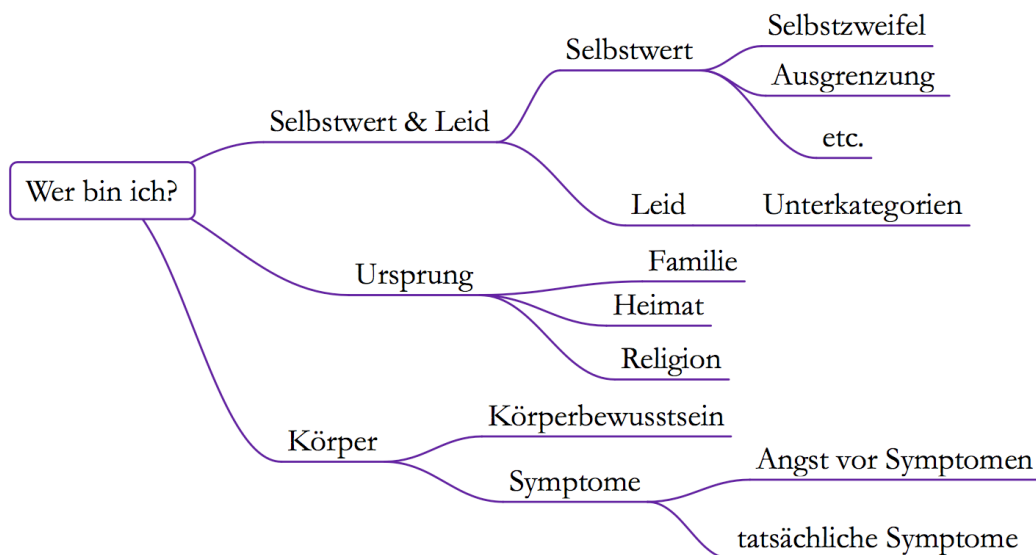 Wer bin ich?
Selbstwert & Leid
Selbstwert
Selbstzweifel
Ausgrenzung
etc.
Leid
Unterkategorien
Ursprung
Familie
Heimat
Religion
Körper
Körperbewusstsein
Symptome
Angst vor Symptomen
tatsächliche Symptome